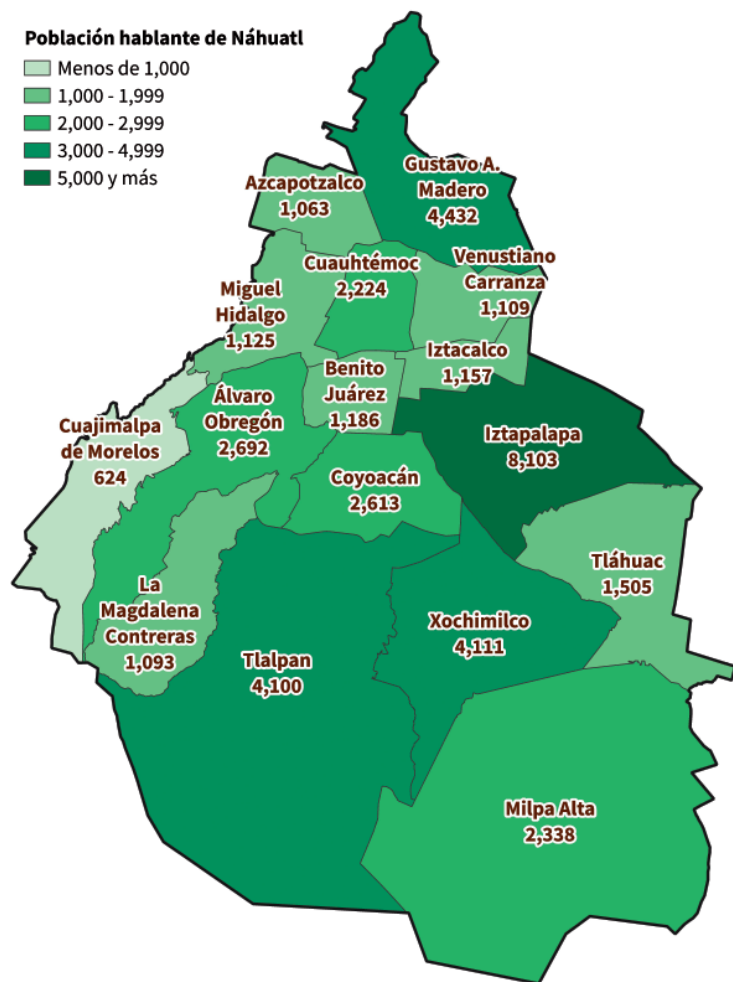 Población hablante de Náhuatl
Menos de 1,000
1,000 - 1,999
2,000 - 2,999
3,000 - 4,999
5,000 y más
Gustavo A.
Madero
4,432
Azcapotzalco
1,063
Venustiano
Carranza
1,109
Cuauhtémoc
2,224
Miguel
Hidalgo
1,125
Iztacalco
1,157
Benito
Juárez
1,186
Álvaro
Obregón
2,692
Cuajimalpa
de Morelos
624
Iztapalapa
8,103
Coyoacán
2,613
Tláhuac
1,505
La
Magdalena
Contreras
1,093
Xochimilco
4,111
Tlalpan
4,100
Milpa Alta
2,338